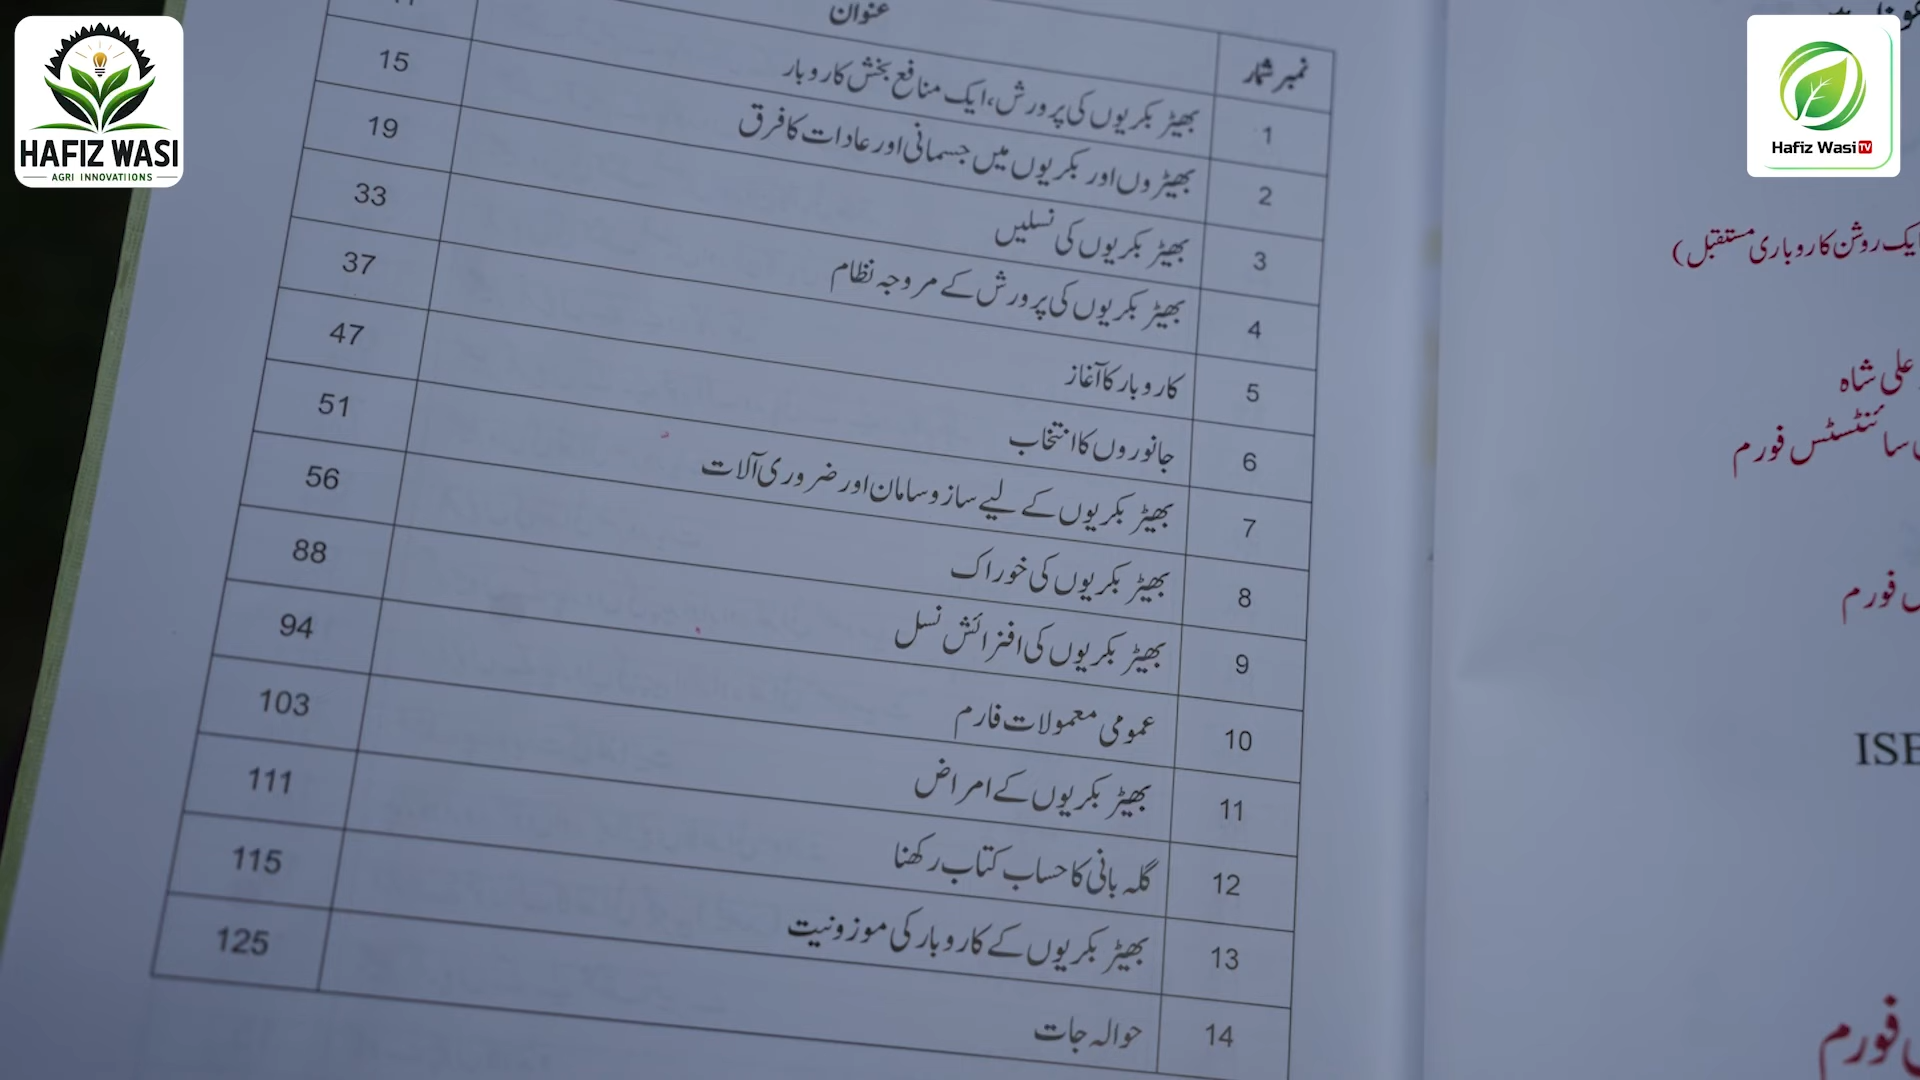 HAFIZ WASI
AGRI INNOVATIIONS
Hafiz Wasi TV
نمبر شمار عنوان
1 بھیڑ بکریوں کی پرورش، ایک منافع بخش کاروبار
2 بھیڑوں اور بکریوں میں جسمانی اور عادات کا فرق 15
3 بھیڑ بکریوں کی نسلیں 19
4 بھیڑ بکریوں کی پرورش کے مروجہ نظام 33
5 کاروبار کا آغاز 37
6 جانوروں کا انتخاب 47
7 بھیڑ بکریوں کے لیے ساز و سامان اور ضروری آلات 51
8 بھیڑ بکریوں کی خوراک 56
9 بھیڑ بکریوں کی افزائش نسل 88
10 عمومی معمولات فارم 94
11 بھیڑ بکریوں کے امراض 103
12 گلہ بانی کا حساب کتاب رکھنا 111
13 بھیڑ بکریوں کے کاروبار کی موزونیت 115
14 حوالہ جات 125
ایک روشن کاروباری مستقبل)
علی شاہ
سائنٹسٹس فورم
فورم
فورم